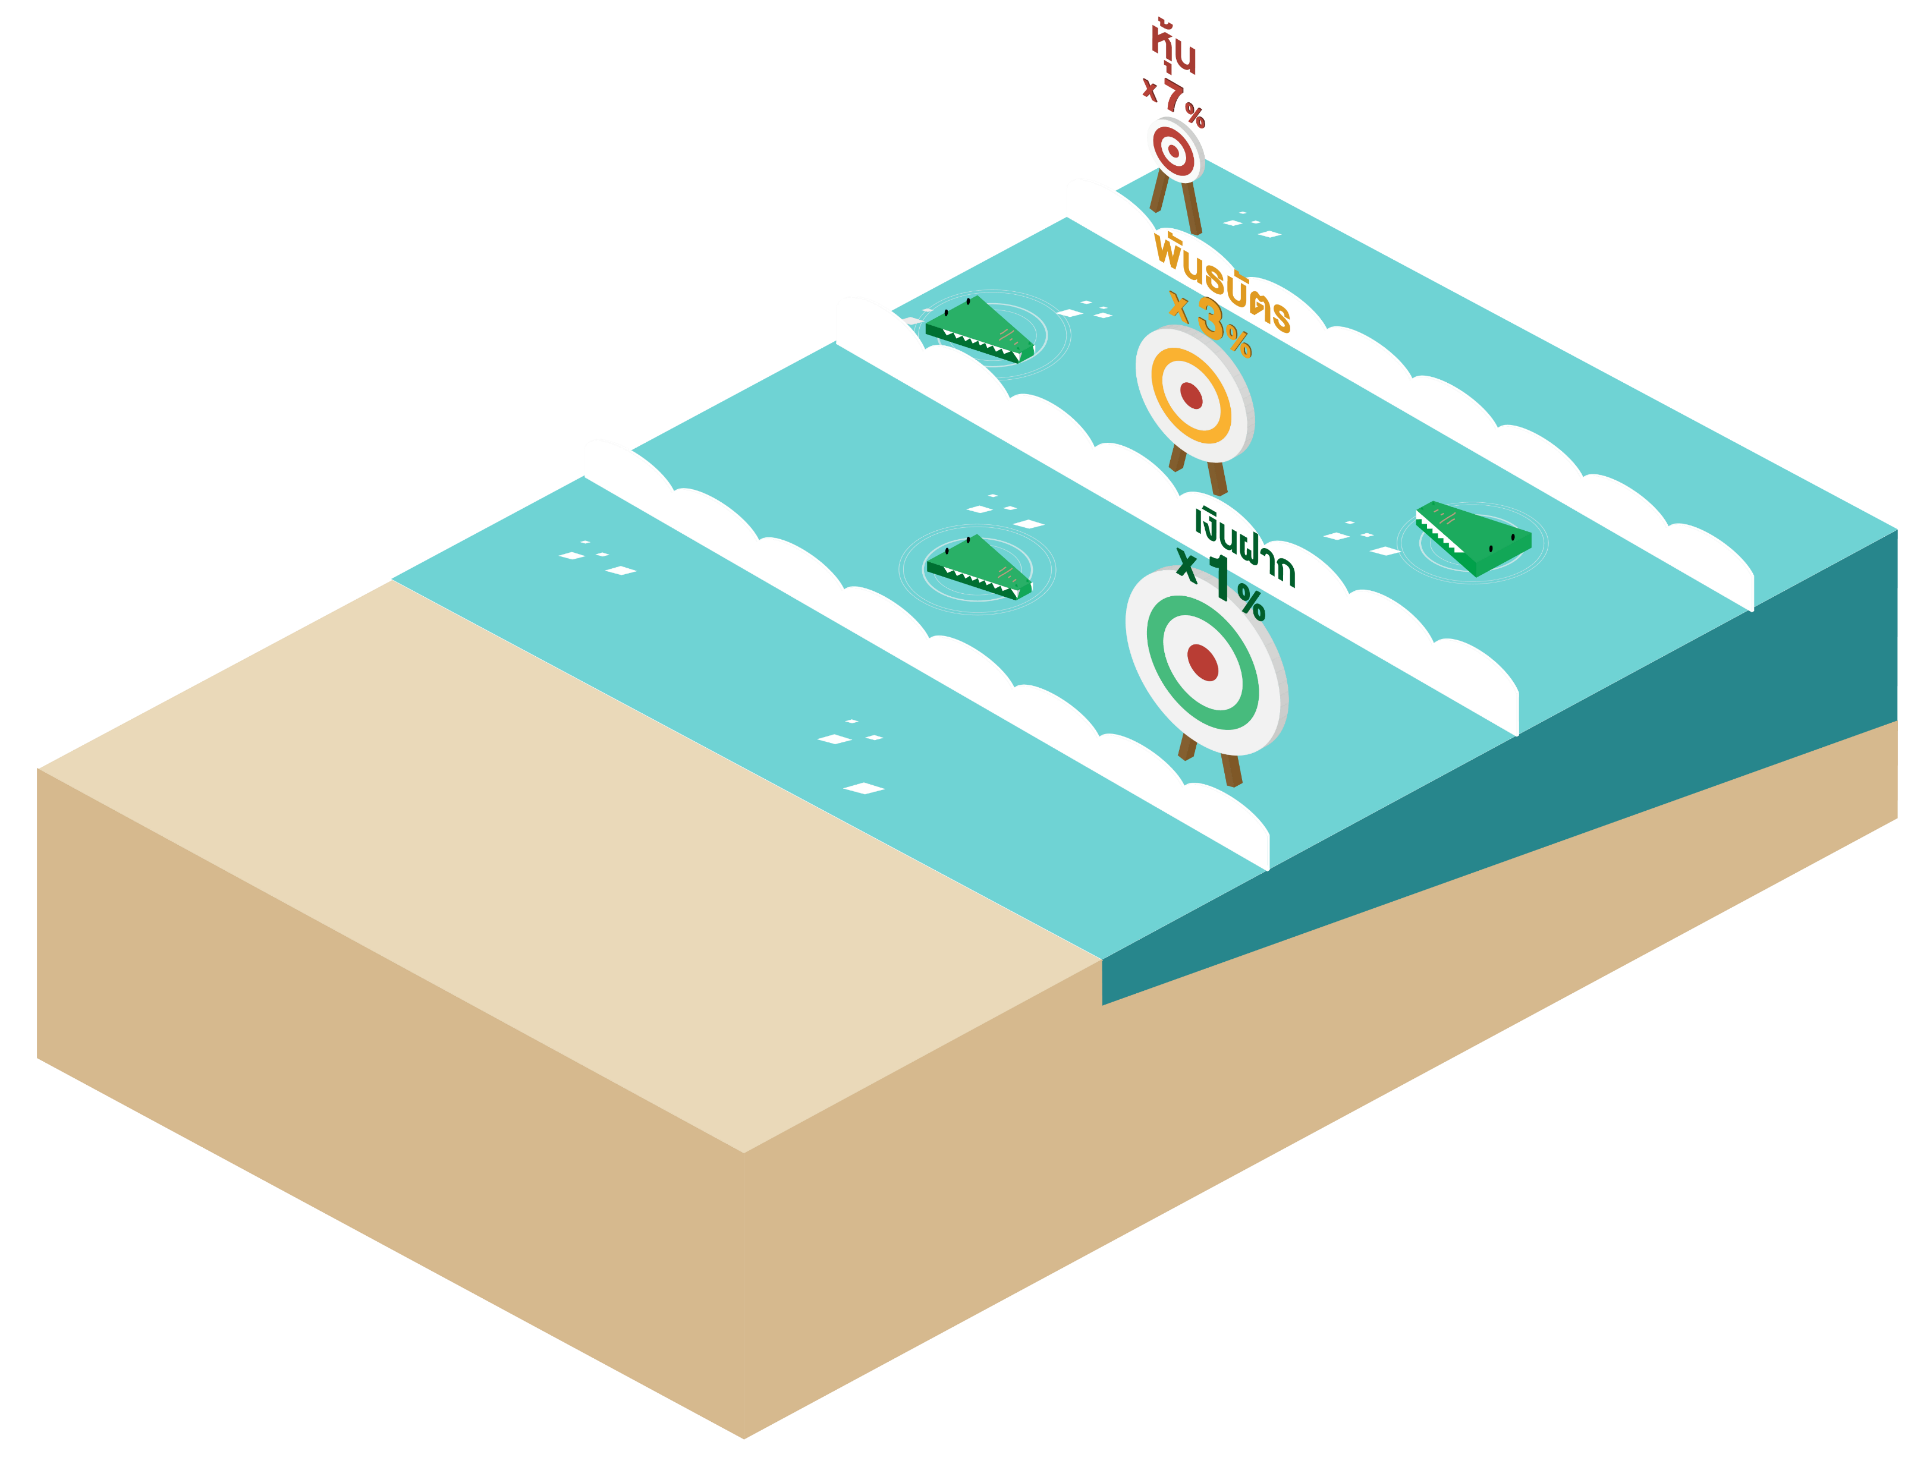 หุ้น
x 7%
พันธบัตร
x 3%
เงินฝาก
x 1%